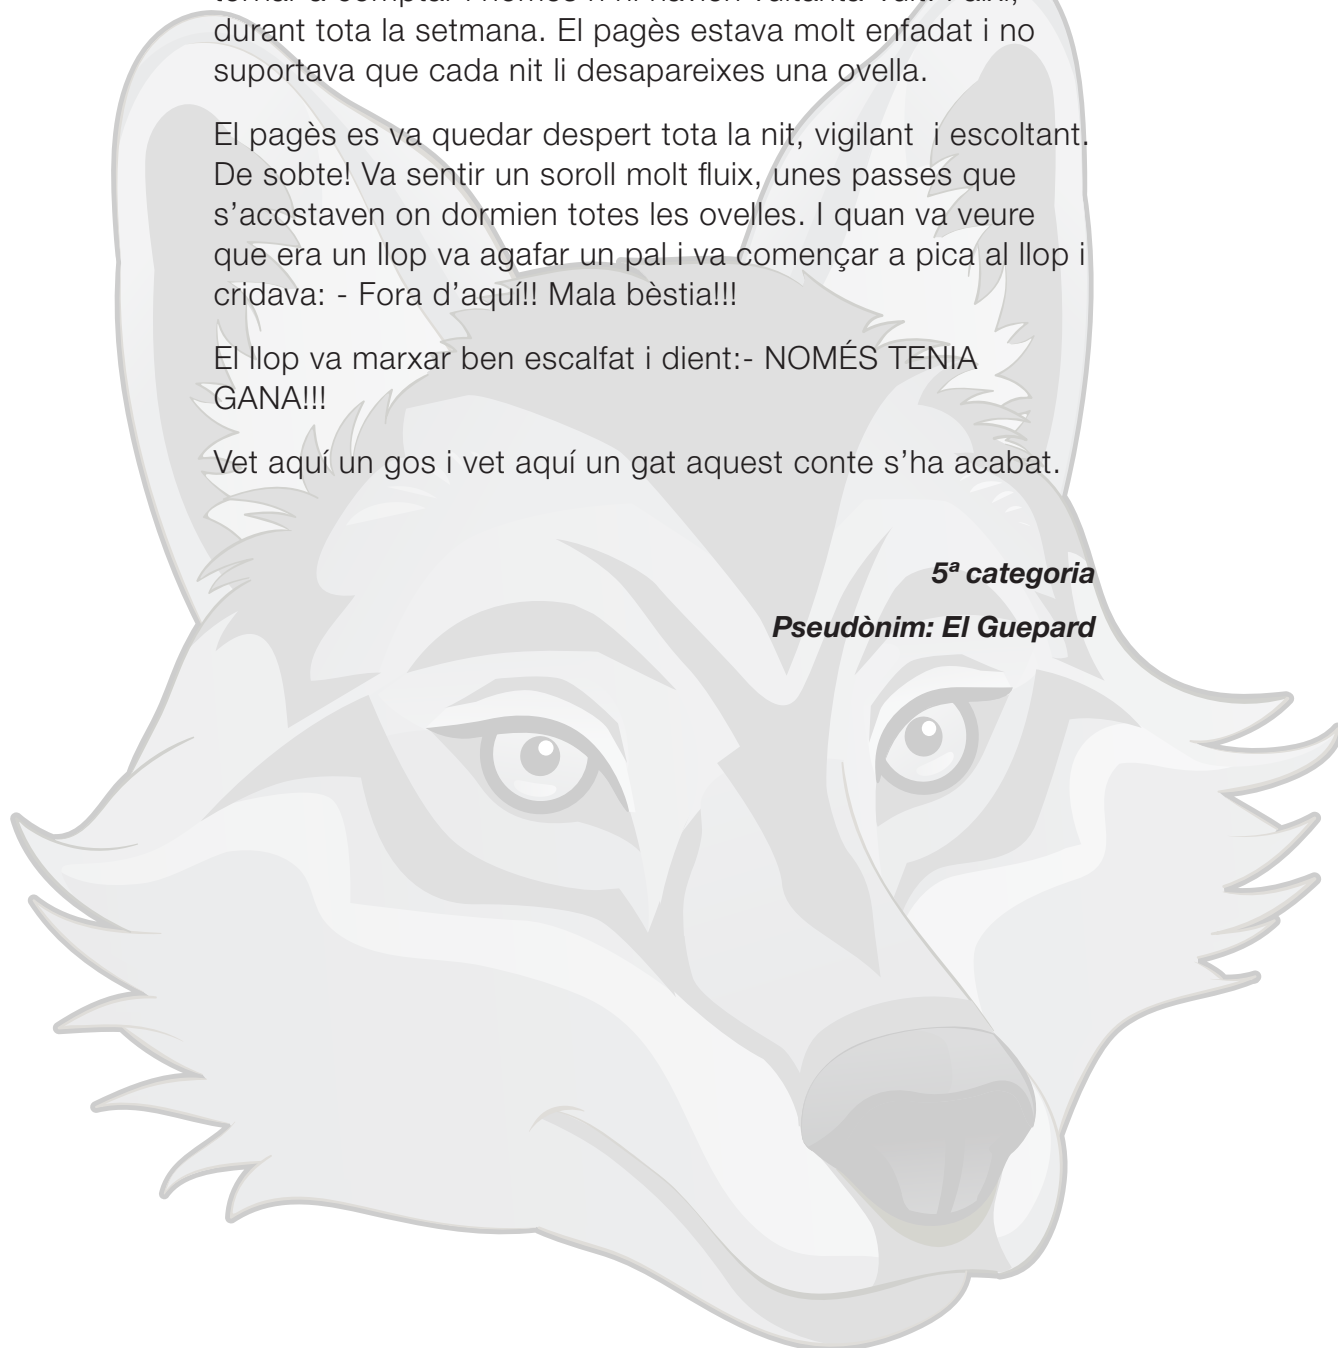 durant tota la setmana. El pagès estava molt enfadat i no
suportava que cada nit li desapareixes una ovella.
El pagès es va quedar despert tota la nit, vigilant  i escoltant.
De sobte! Va sentir un soroll molt fluix, unes passes que
s’acostaven on dormien totes les ovelles. I quan va veure
que era un llop va agafar un pal i va començar a pica al llop i
cridava: - Fora d’aquí!! Mala bèstia!!!
El llop va marxar ben escalfat i dient:- NOMÉS TENIA
GANA!!!
Vet aquí un gos i vet aquí un gat aquest conte s’ha acabat.
5ª categoria
Pseudònim: El Guepard